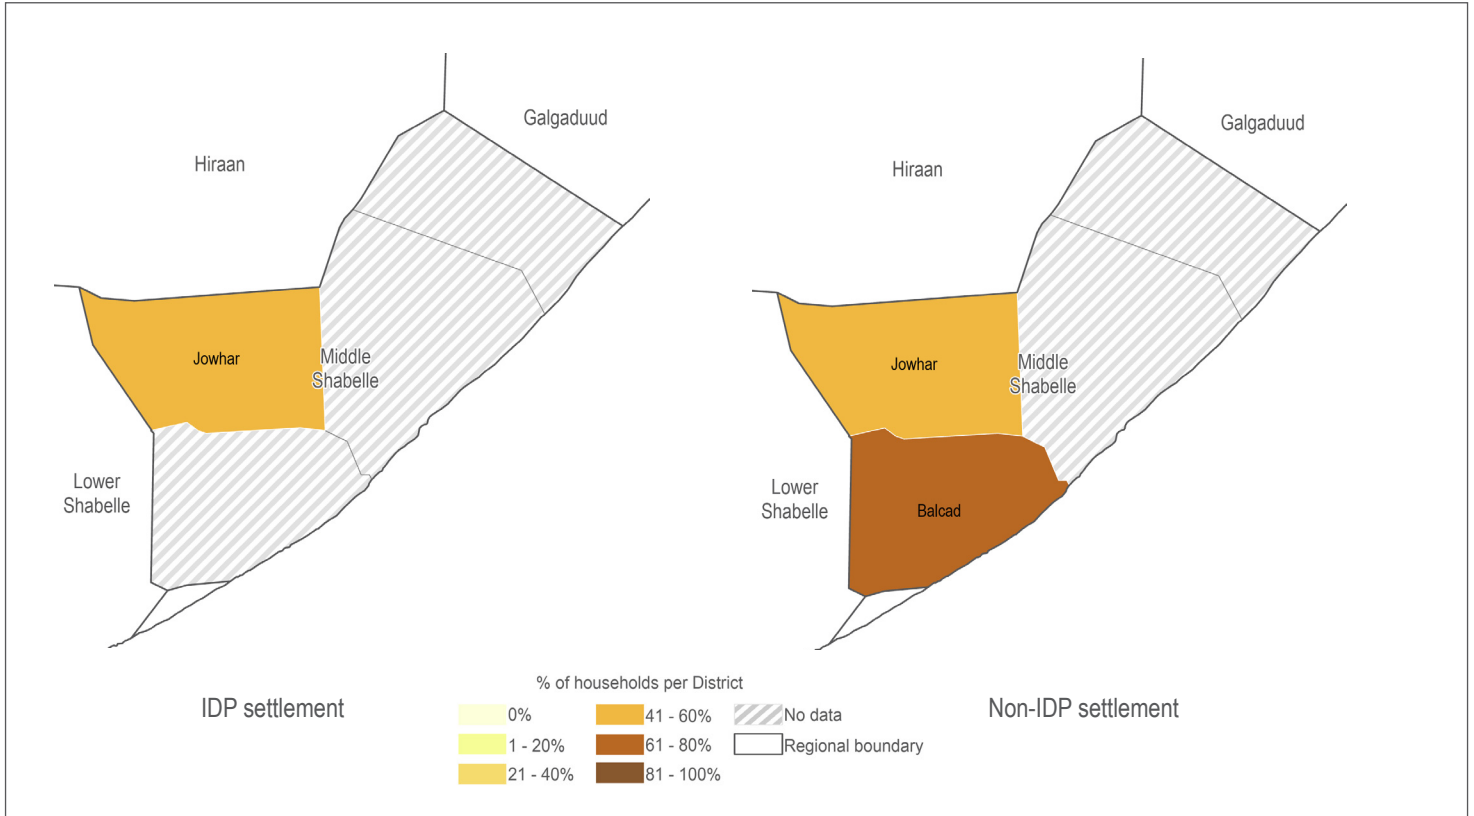 Galgaduud
Hiraan
Jowhar
Middle
Shabelle
Lower
Shabelle
IDP settlement
Galgaduud
Hiraan
Jowhar
Middle
Shabelle
Lower
Shabelle
Balcad
Non-IDP settlement
% of households per District
0%
1 - 20%
21 - 40%
41 - 60%
61 - 80%
81 - 100%
No data
Regional boundary